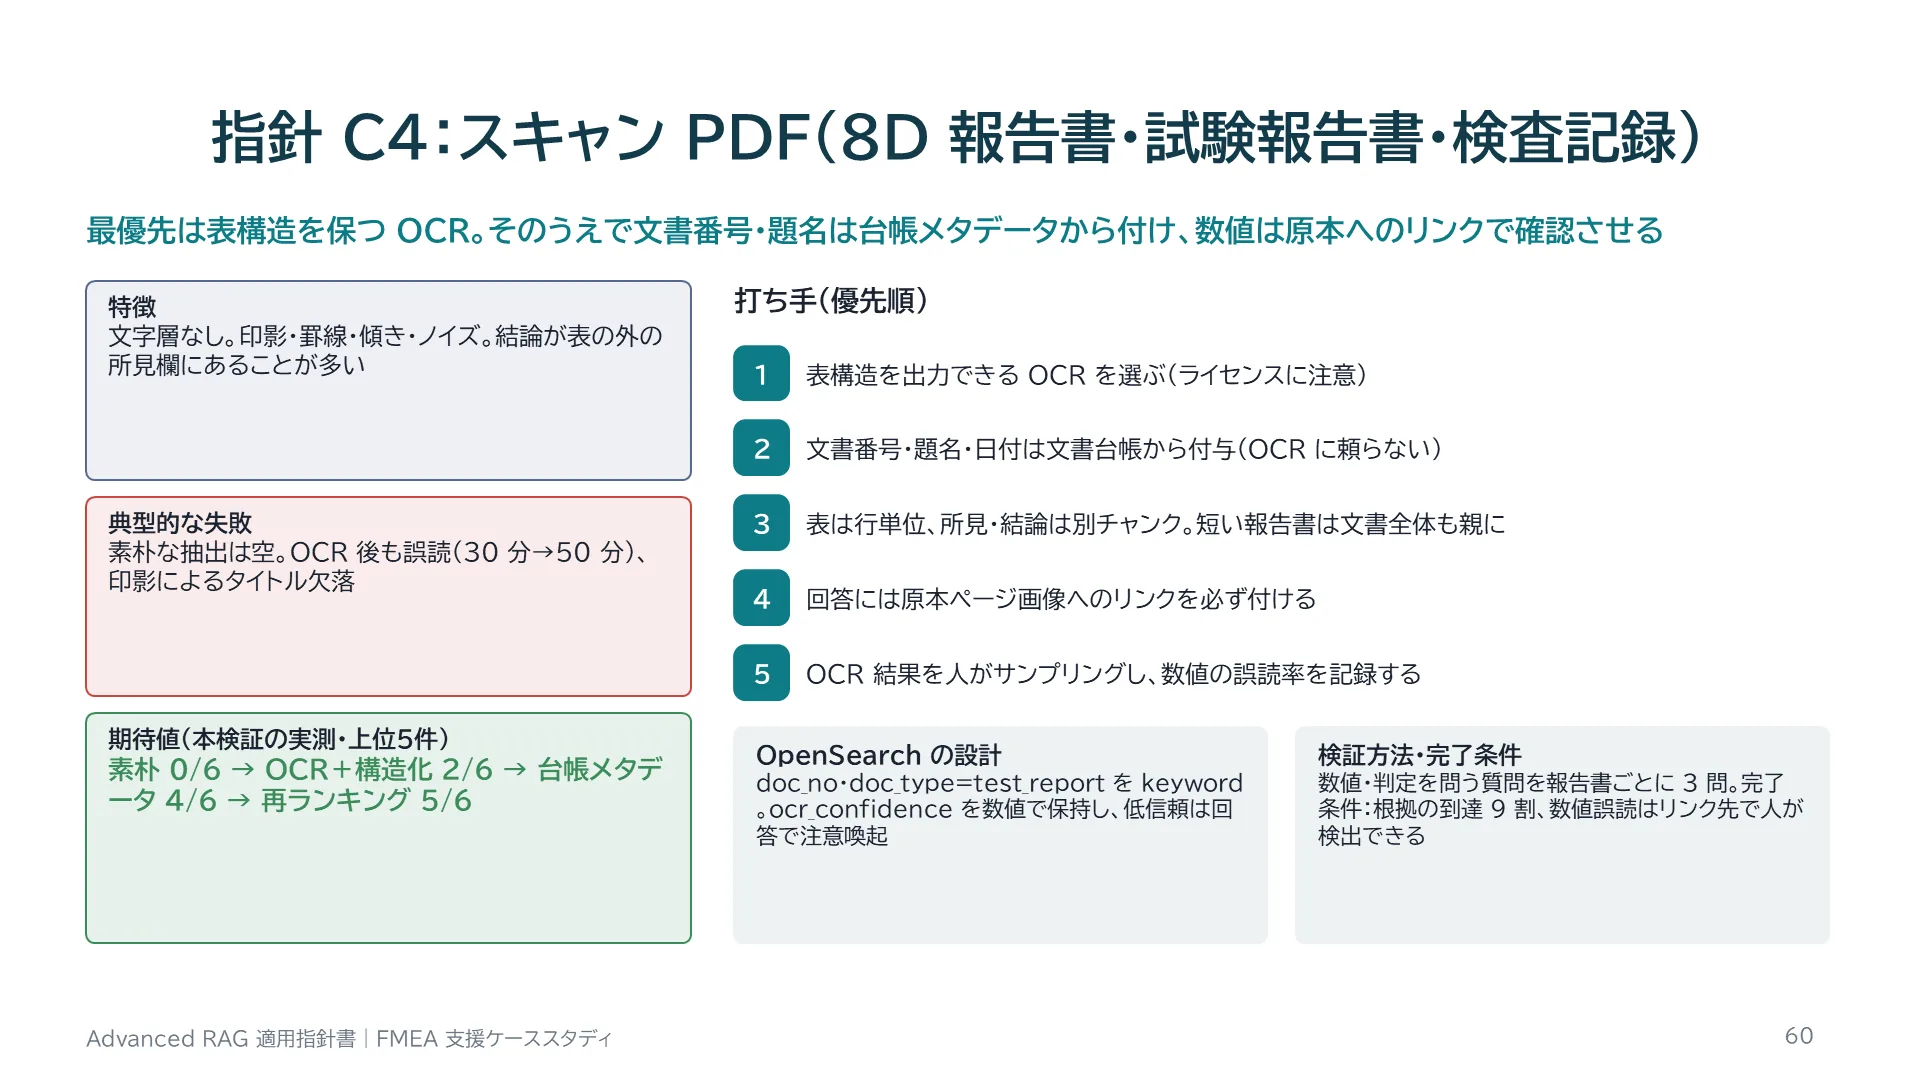 指針 C4：スキャン PDF（8D 報告書・試験報告書・検査記録）
最優先は表構造を保つ OCR。そのうえで文書番号・題名は台帳メタデータから付け、数値は原本へのリンクで確認させる
特徴
文字層なし。印影・罫線・傾き・ノイズ。結論が表の外の
所見欄にあることが多い
典型的な失敗
素朴な抽出は空。OCR 後も誤読（30 分→50 分）、
印影によるタイトル欠落
期待値（本検証の実測・上位5件）
素朴 0/6 → OCR＋構造化 2/6 → 台帳メタデ
ータ 4/6 → 再ランキング 5/6
打ち手（優先順）
1 表構造を出力できる OCR を選ぶ（ライセンスに注意）
2 文書番号・題名・日付は文書台帳から付与（OCR に頼らない）
3 表は行単位、所見・結論は別チャンク。短い報告書は文書全体も親に
4 回答には原本ページ画像へのリンクを必ず付ける
5 OCR 結果を人がサンプリングし、数値の誤読率を記録する
OpenSearch の設計
doc_no・doc_type=test_report を keyword
。ocr_confidence を数値で保持し、低信頼は回
答で注意喚起
検証方法・完了条件
数値・判定を問う質問を報告書ごとに 3 問。完了
条件：根拠の到達 9 割、数値誤読はリンク先で人が
検出できる
Advanced RAG 適用指針書｜FMEA 支援ケーススタディ
60